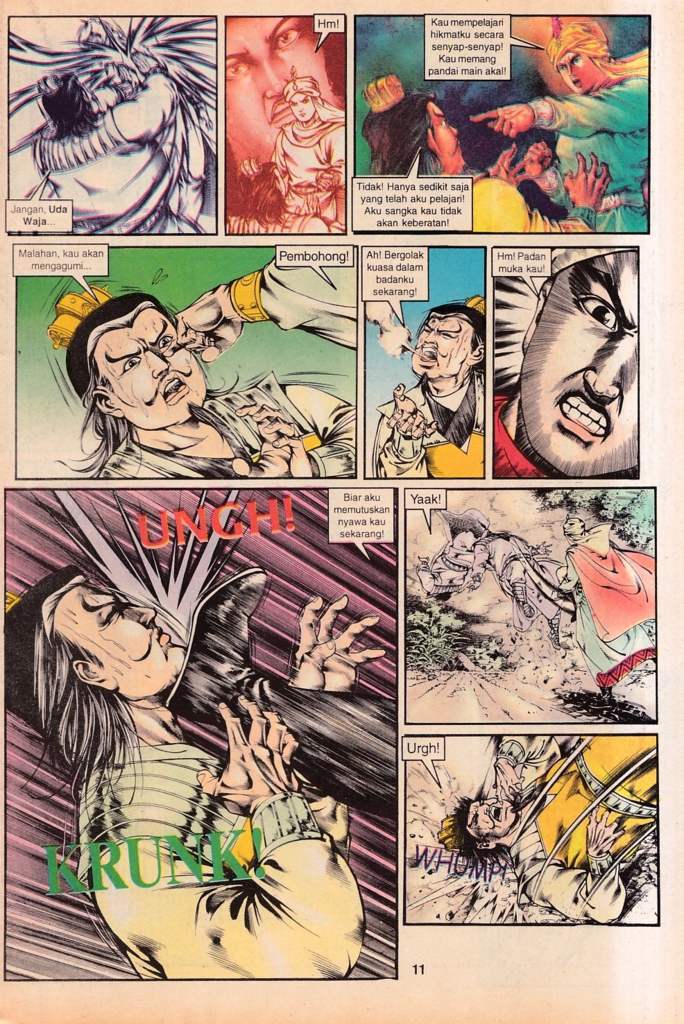 Jangan, Uda
Waja...
Hm!
Kau mempelajari
hikmatku secara
senyap-senyap!
Kau memang
pandai main akal!
Tidak! Hanya sedikit saja
yang telah aku pelajari!
Aku sangka kau tidak
akan keberatan!
Malahan, kau akan
mengagumi...
Pembohong!
Ah! Bergolak
kuasa dalam
badanku
sekarang!
Hm! Padan
muka kau!
UNGH!
Biar aku
memutuskan
nyawa kau
sekarang!
KRUNK!
Yaak!
Urgh!
WHUMP!
11